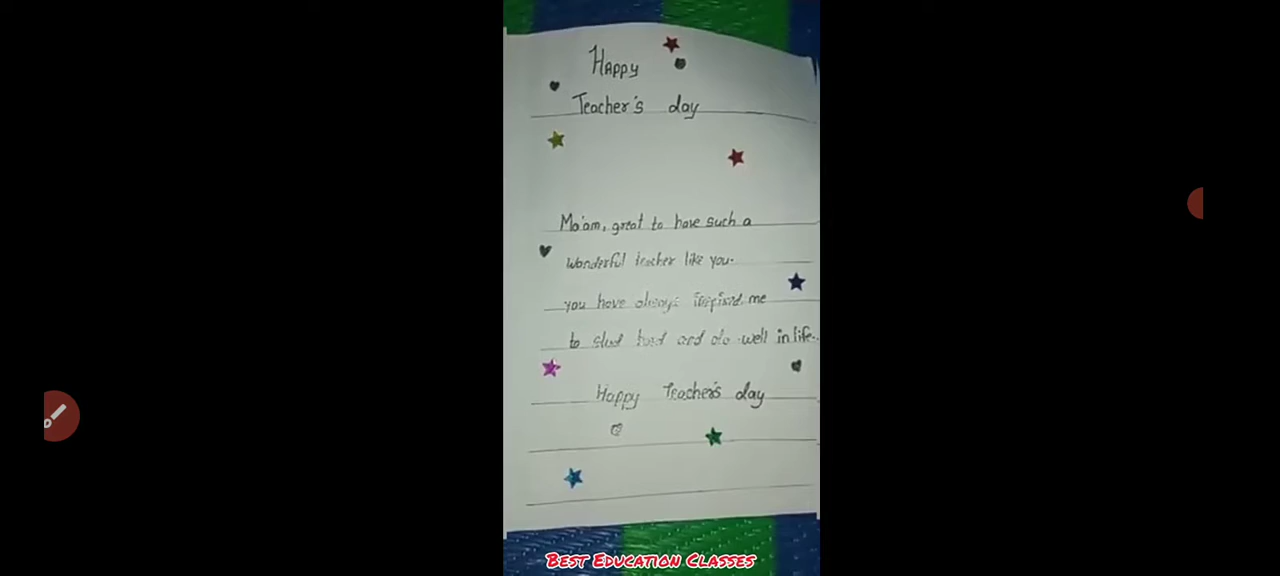 Happy
Teacher's day
Ma'am, great to have such a
wonderful teacher like you.
you have always inspired me
to stud hard and do well in life.
Happy Teacher's day
BEST EDUCATION CLASSES